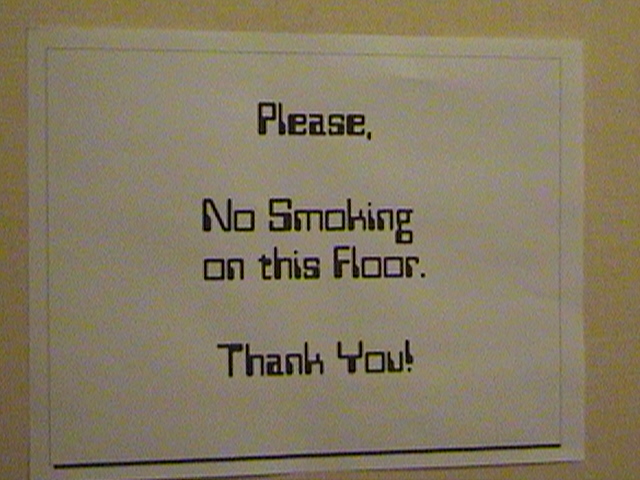 Please,
No Smoking
on this Floor.
Thank You!